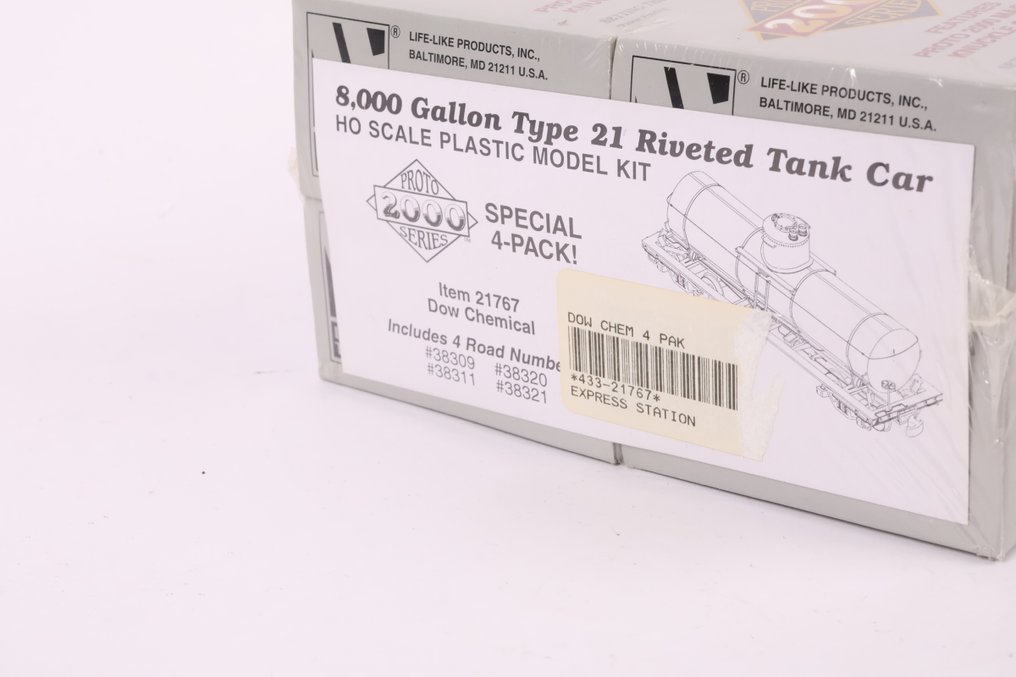 LIFE-LIKE PRODUCTS, INC.,
BALTIMORE, MD 21211 U.S.A.
LIFE-LIKE PRODUCTS, INC.,
BALTIMORE, MD 21211 U.S.A.
8,000 Gallon Type 21 Riveted Tank Car
HO SCALE PLASTIC MODEL KIT
PROTO
2000
SERIES
SPECIAL
4-PACK!
Item 21767
Dow Chemical
Includes 4 Road Numbe
#38309 #38320
#38311 #38321
DOW CHEM 4 PAK
*433-21767*
EXPRESS STATION